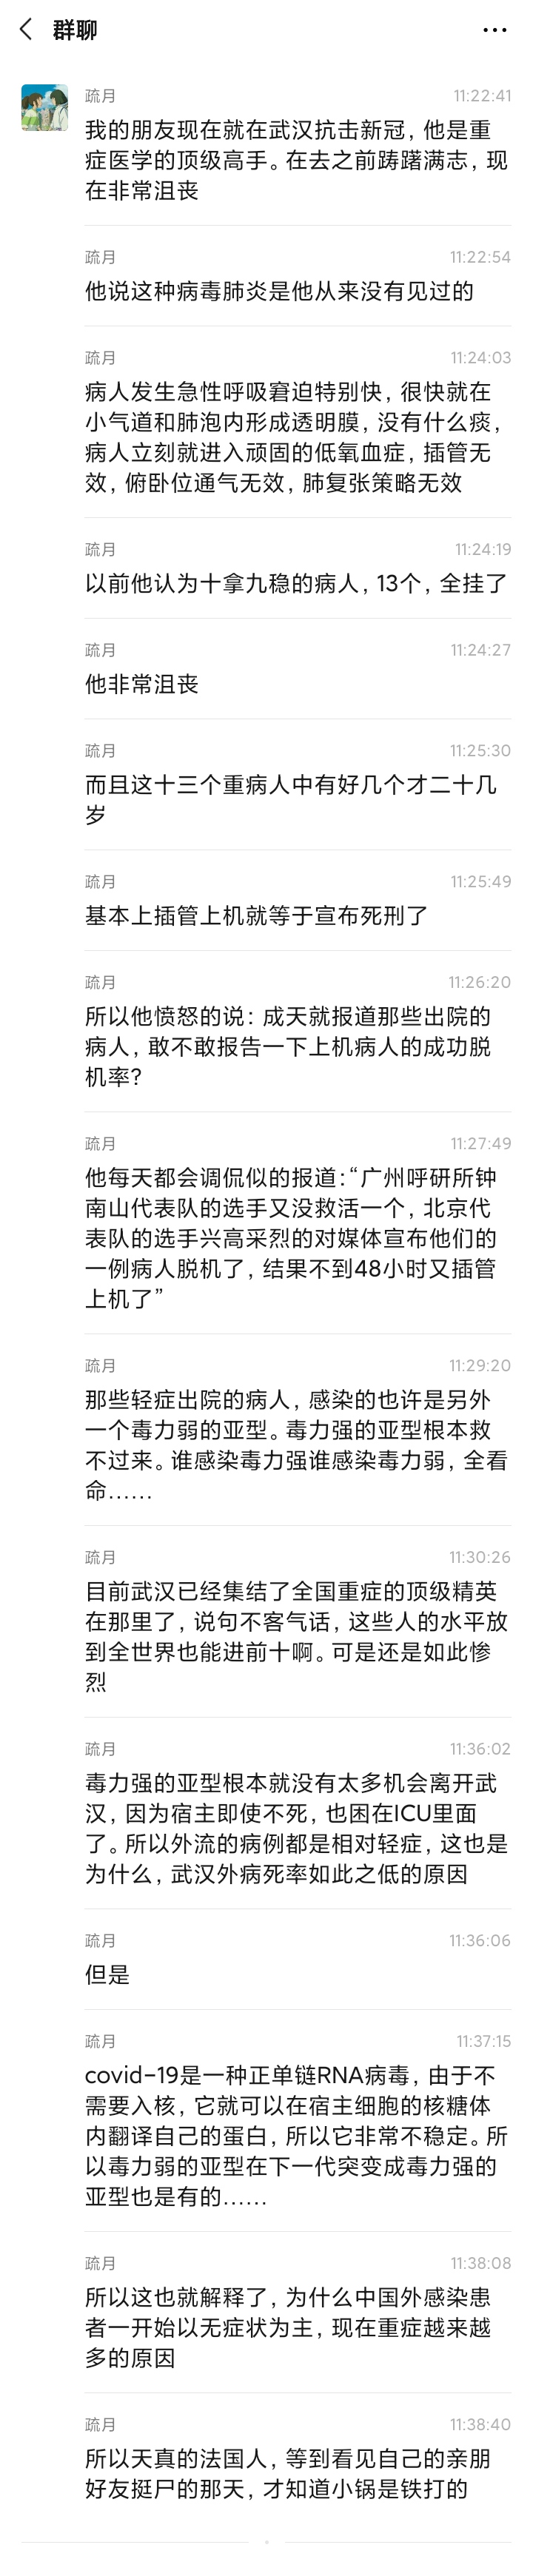 群聊
疏月 11:22:41
我的朋友现在就在武汉抗击新冠，他是重
症医学的顶级高手。在去之前踌躇满志，现
在非常沮丧
疏月 11:22:54
他说这种病毒肺炎是他从来没有见过的
疏月 11:24:03
病人发生急性呼吸窘迫特别快，很快就在
小气道和肺泡内形成透明膜，没有什么痰，
病人立刻就进入顽固的低氧血症，插管无
效，俯卧位通气无效，肺复张策略无效
疏月 11:24:19
以前他认为十拿九稳的病人，13个，全挂了
疏月 11:24:27
他非常沮丧
疏月 11:25:30
而且这十三个重病人中有好几个才二十几
岁
疏月 11:25:49
基本上插管上机就等于宣布死刑了
疏月 11:26:20
所以他愤怒的说：成天就报道那些出院的
病人，敢不敢报告一下上机病人的成功脱
机率？
疏月 11:27:49
他每天都会调侃似的报道：“广州呼研所钟
南山代表队的选手又没救活一个，北京代
表队的选手兴高采烈的对媒体宣布他们的
一例病人脱机了，结果不到48小时又插管
上机了”
疏月 11:29:20
那些轻症出院的病人，感染的也许是另外
一个毒力弱的亚型。毒力强的亚型根本救
不过来。谁感染毒力强谁感染毒力弱，全看
命……
疏月 11:30:26
目前武汉已经集结了全国重症的顶级精英
在那里了，说句不客气话，这些人的水平放
到全世界也能进前十啊。可是还是如此惨
烈
疏月 11:36:02
毒力强的亚型根本就没有太多机会离开武
汉，因为宿主即使不死，也困在ICU里面
了。所以外流的病例都是相对轻症，这也是
为什么，武汉外病死率如此之低的原因
疏月 11:36:06
但是
疏月 11:37:15
covid-19是一种正单链RNA病毒，由于不
需要入核，它就可以在宿主细胞的核糖体
内翻译自己的蛋白，所以它非常不稳定。所
以毒力弱的亚型在下一代突变成毒力强的
亚型也是有的……
疏月 11:38:08
所以这也就解释了，为什么中国外感染患
者一开始以无症状为主，现在重症越来越
多的原因
疏月 11:38:40
所以天真的法国人，等到看见自己的亲朋
好友挺尸的那天，才知道小锅是铁打的